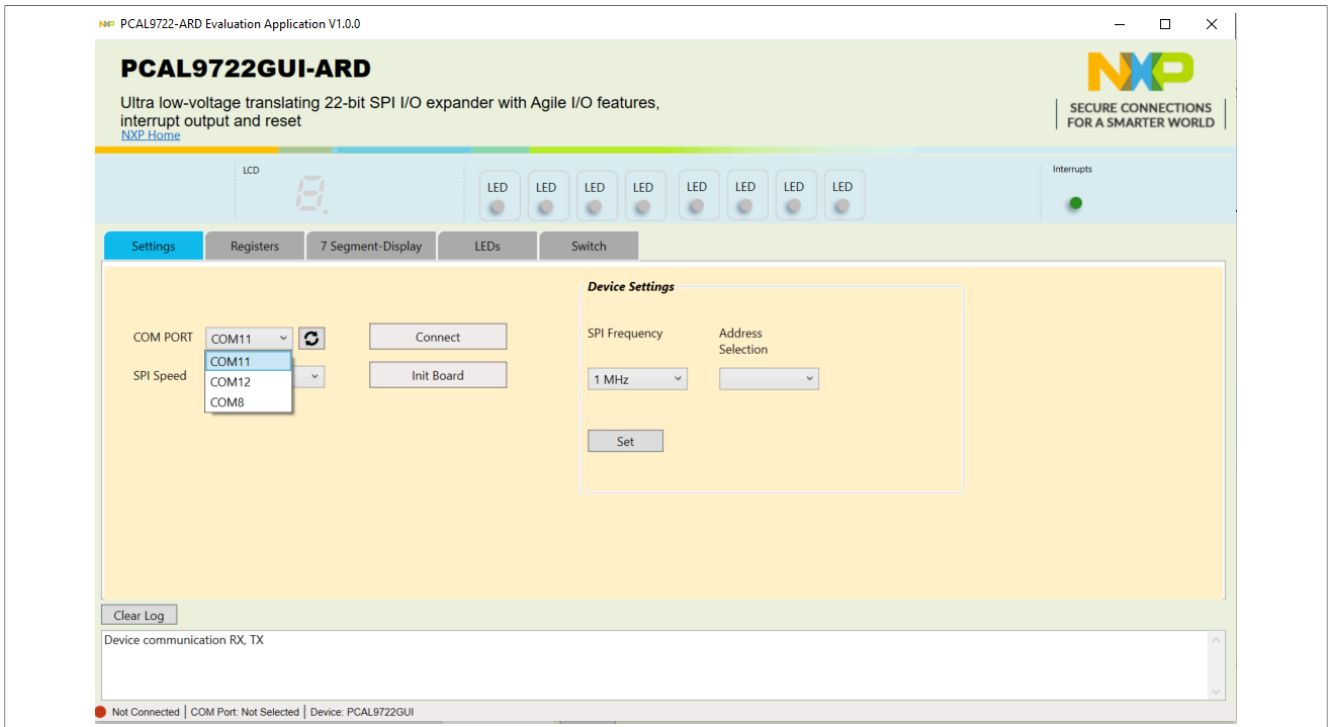 NXP PCAL9722-ARD Evaluation Application V1.0.0
PCAL9722GUI-ARD
Ultra low-voltage translating 22-bit SPI I/O expander with Agile I/O features,
interrupt output and reset
NXP Home
NXP
SECURE CONNECTIONS
FOR A SMARTER WORLD
LCD
8.
LED LED LED LED LED LED LED LED
Interrupts
Settings Registers 7 Segment-Display LEDs Switch
Device Settings
COM PORT COM11 Connect
SPI Frequency Address
Selection
COM11
SPI Speed COM12 Init Board
1 MHz
COM8
Set
Clear Log
Device communication RX, TX
Not Connected | COM Port: Not Selected | Device: PCAL9722GUI